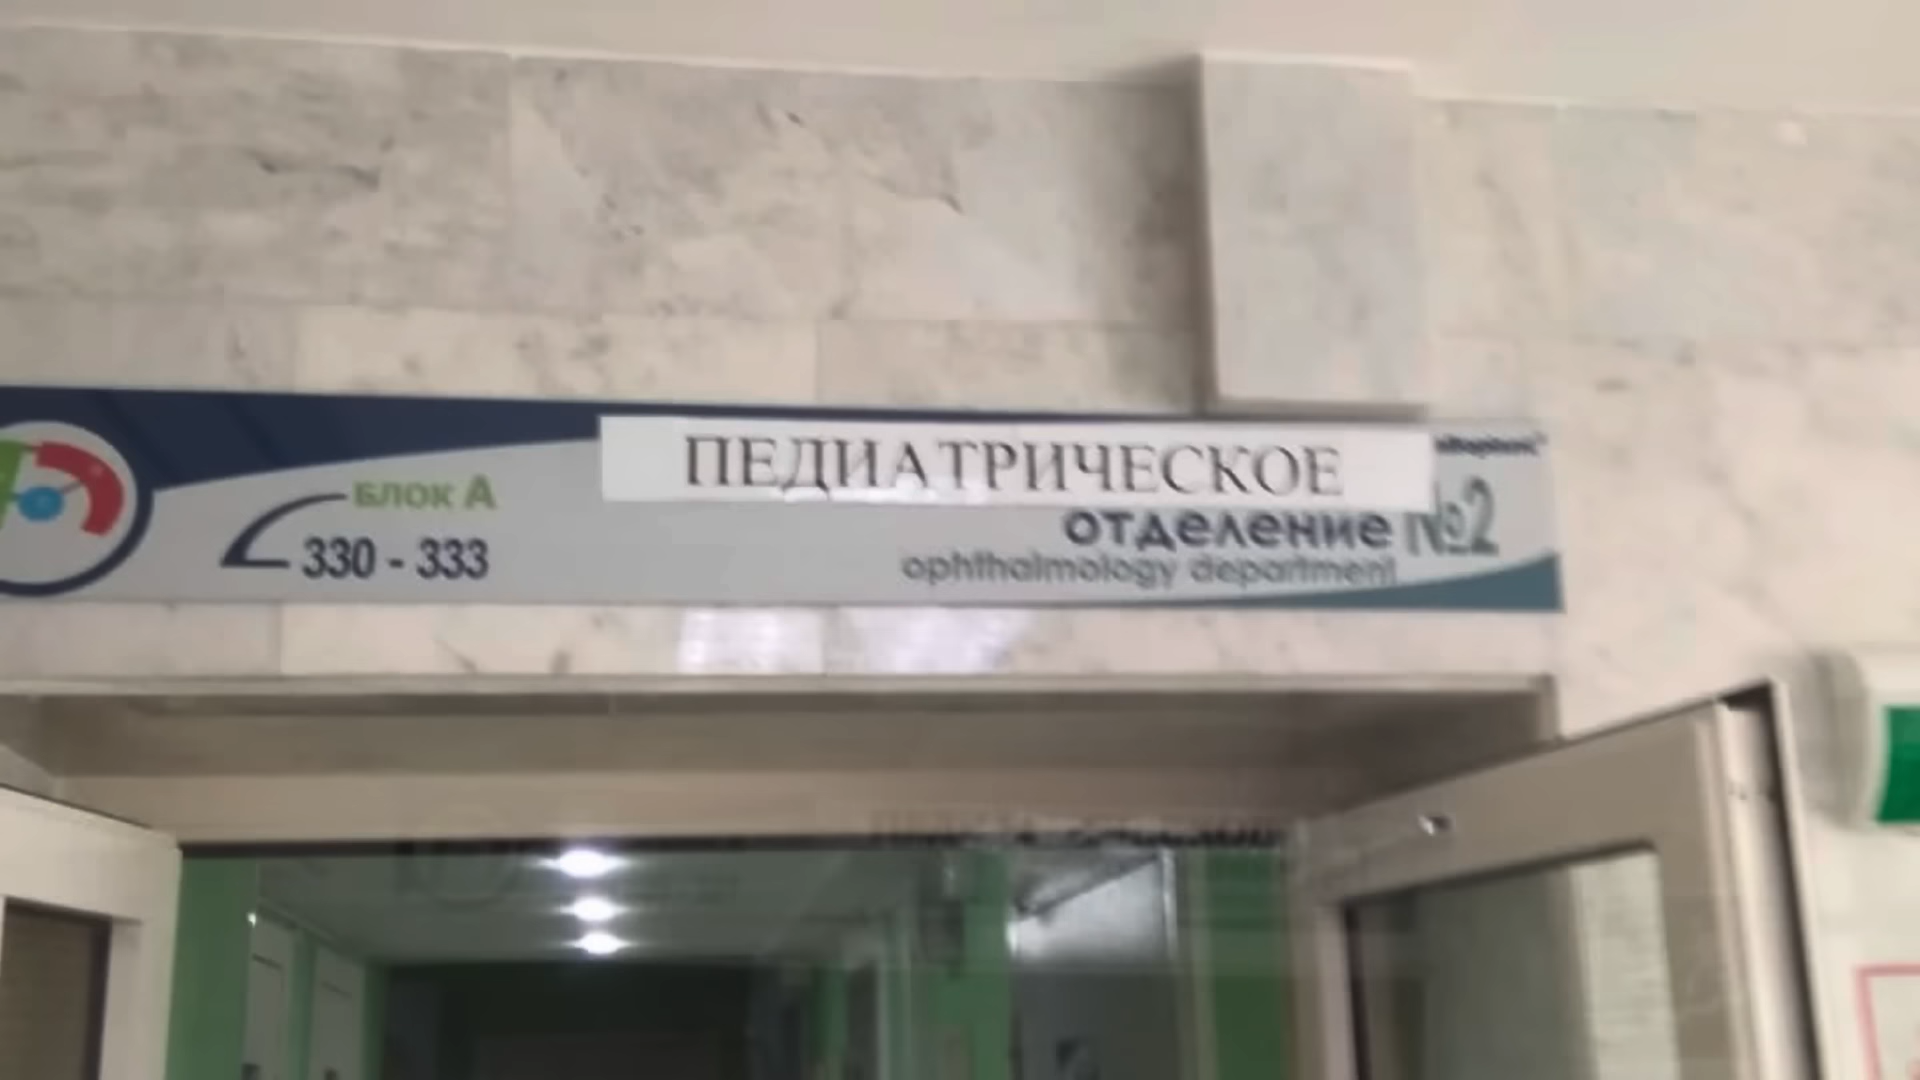 ПЕДИАТРИЧЕСКОЕ
БЛОК А
330 - 333
отделение №2
ophthalmology department